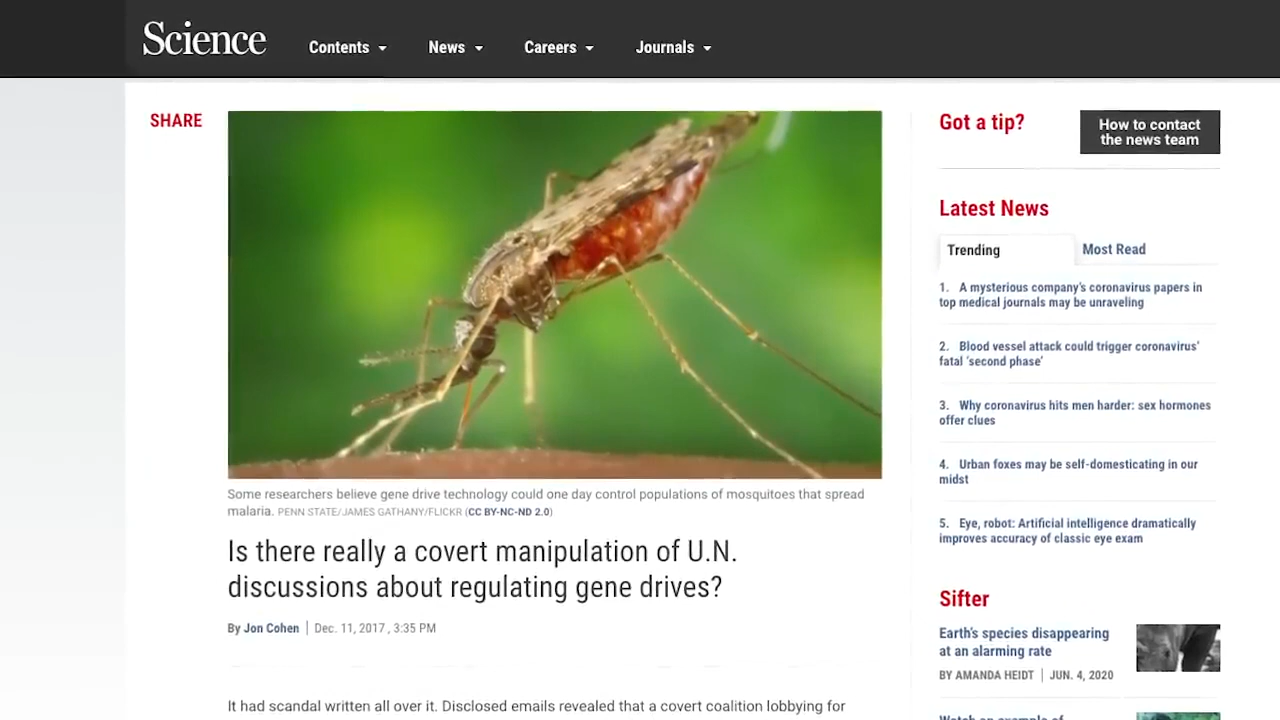 Science
Contents
News
Careers
Journals
SHARE
Some researchers believe gene drive technology could one day control populations of mosquitoes that spread
malaria. PENN STATE/JAMES GATHANY/FLICKR (CC BY-NC-ND 2.0)
Is there really a covert manipulation of U.N.
discussions about regulating gene drives?
By Jon Cohen | Dec. 11, 2017 , 3:35 PM
It had scandal written all over it. Disclosed emails revealed that a covert coalition lobbying for
Got a tip?
How to contact
the news team
Latest News
Trending
Most Read
1. A mysterious company's coronavirus papers in
top medical journals may be unraveling
2. Blood vessel attack could trigger coronavirus'
fatal 'second phase'
3. Why coronavirus hits men harder: sex hormones
offer clues
4. Urban foxes may be self-domesticating in our
midst
5. Eye, robot: Artificial intelligence dramatically
improves accuracy of classic eye exam
Sifter
Earth's species disappearing
at an alarming rate
BY AMANDA HEIDT | JUN. 4, 2020
Watch an example of